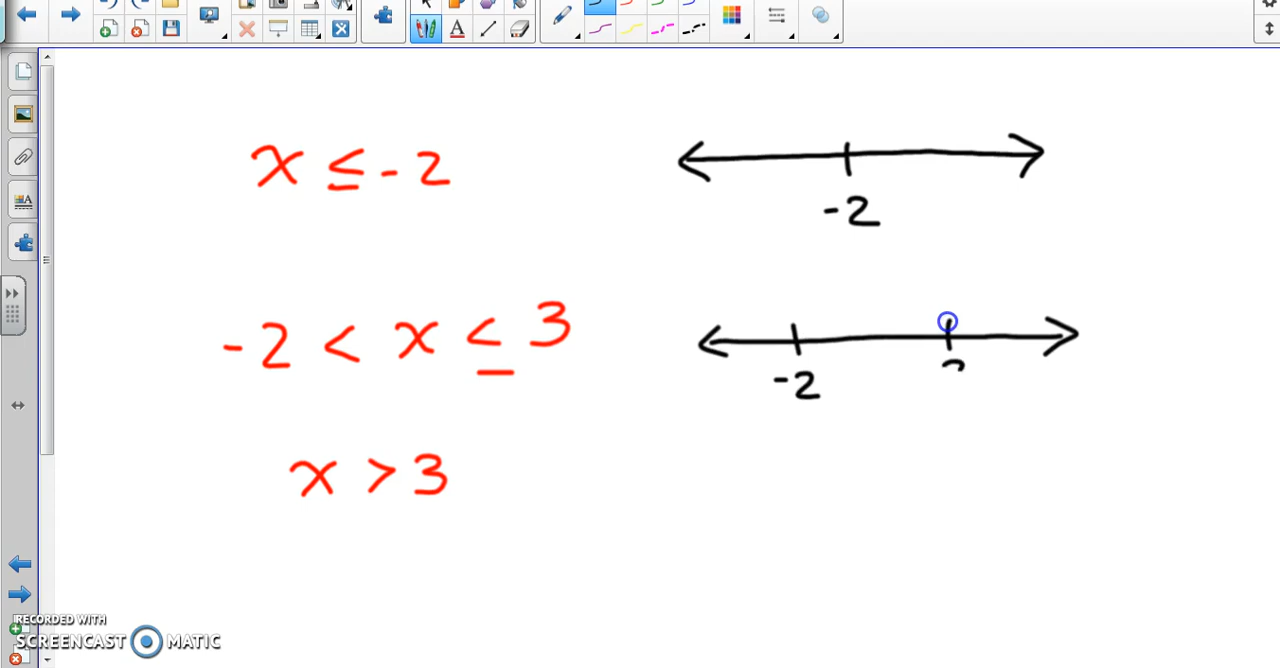 x ≤ -2
-2
-2 < x ≤ 3
-2
x > 3
RECORDED WITH
SCREENCAST MATIC